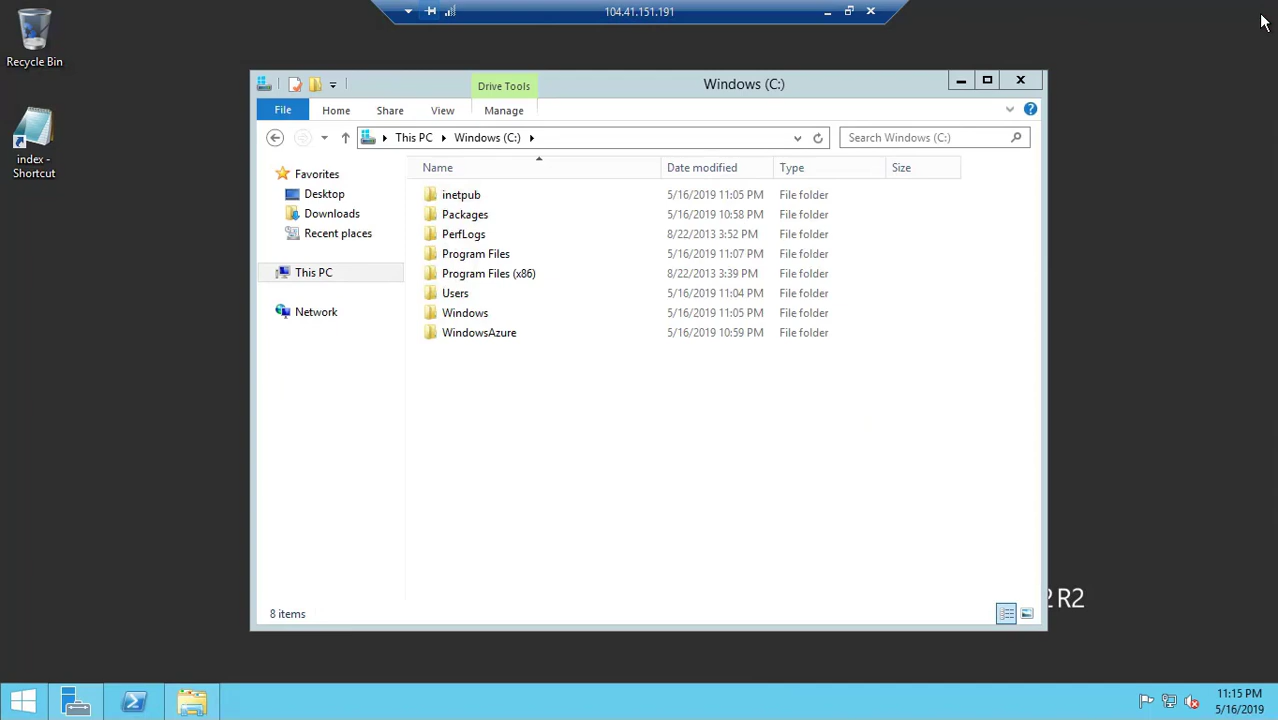 104.41.151.191
Recycle Bin
index -
Shortcut
Drive Tools
Windows (C:)
File
Home
Share
View
Manage
This PC
Windows (C:)
Search Windows (C:)
Favorites
Desktop
Downloads
Recent places
This PC
Network
Name
Date modified
Type
Size
inetpub 5/16/2019 11:05 PM File folder
Packages 5/16/2019 10:58 PM File folder
PerfLogs 8/22/2013 3:52 PM File folder
Program Files 5/16/2019 11:07 PM File folder
Program Files (x86) 8/22/2013 3:39 PM File folder
Users 5/16/2019 11:04 PM File folder
Windows 5/16/2019 11:05 PM File folder
WindowsAzure 5/16/2019 10:59 PM File folder
8 items
2 R2
11:15 PM
5/16/2019